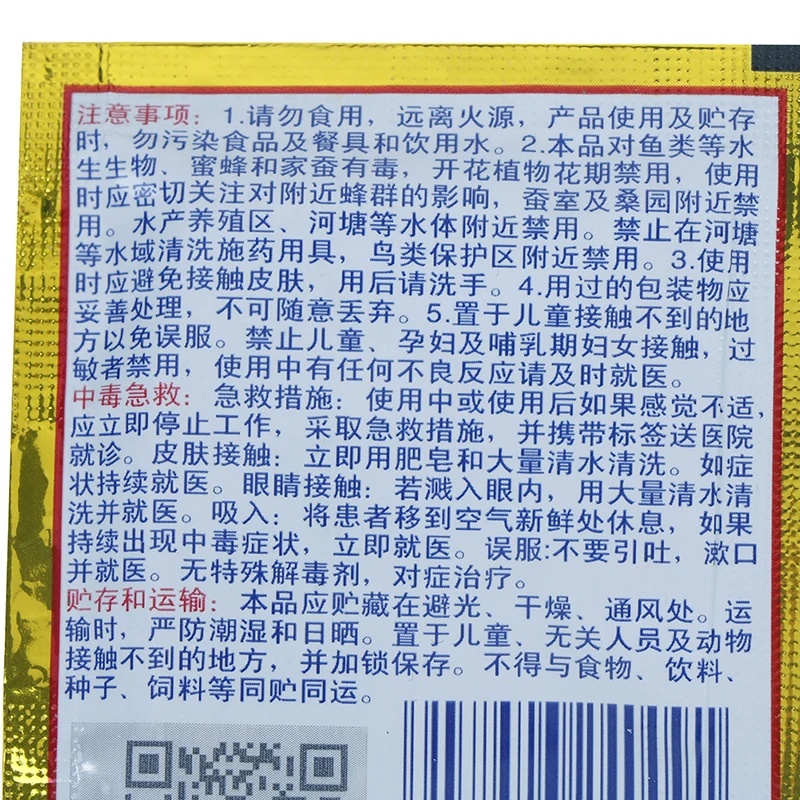 注意事项：1.请勿食用，远离火源，产品使用及贮存
时，勿污染食品及餐具和饮用水。2.本品对鱼类等水
生生物、蜜蜂和家蚕有毒，开花植物花期禁用，使用
时应密切关注对附近蜂群的影响，蚕室及桑园附近禁
用。水产养殖区、河塘等水体附近禁用。禁止在河塘
等水域清洗施药用具，鸟类保护区附近禁用。3.使用
时应避免接触皮肤，用后请洗手。4.用过的包装物应
妥善处理，不可随意丢弃。5.置于儿童接触不到的地
方以免误服。禁止儿童、孕妇及哺乳期妇女接触，过
敏者禁用，使用中有任何不良反应请及时就医。
中毒急救：急救措施：使用中或使用后如果感觉不适，
应立即停止工作，采取急救措施，并携带标签送医院
就诊。皮肤接触：立即用肥皂和大量清水清洗。如症
状持续就医。眼睛接触：若溅入眼内，用大量清水清
洗并就医。吸入：将患者移到空气新鲜处休息，如果
持续出现中毒症状，立即就医。误服:不要引吐，漱口
并就医。无特殊解毒剂，对症治疗。
贮存和运输：本品应贮藏在避光、干燥、通风处。运
输时，严防潮湿和日晒。置于儿童、无关人员及动物
接触不到的地方，并加锁保存。不得与食物、饮料、
种子、饲料等同贮同运。